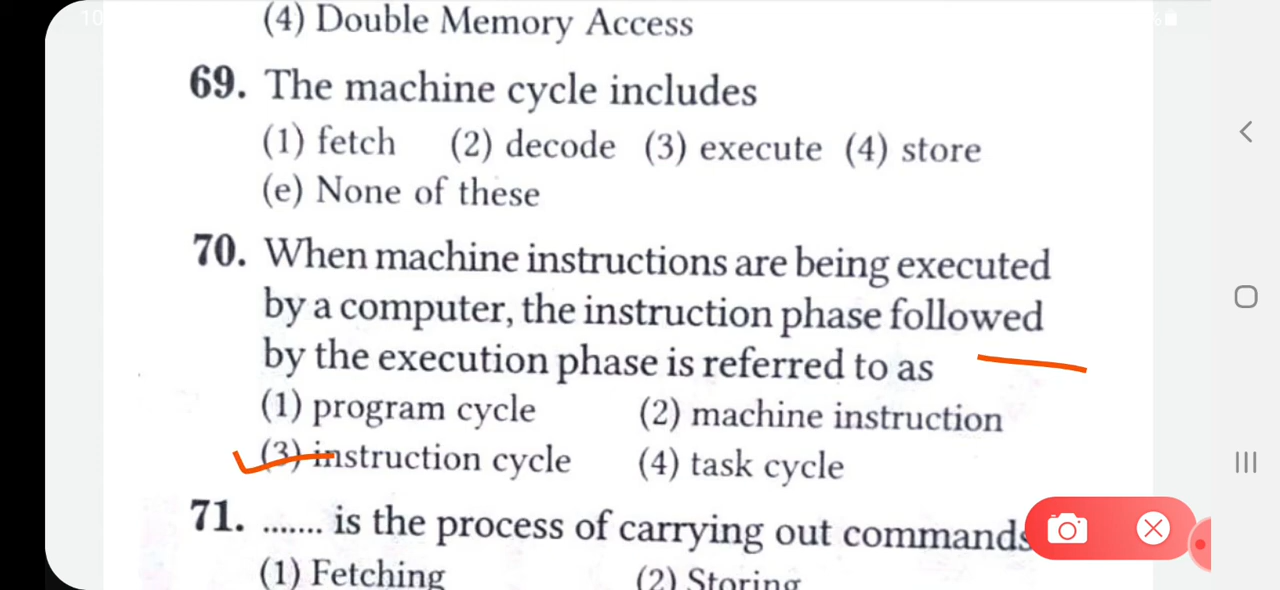 (4) Double Memory Access
69. The machine cycle includes
(1) fetch (2) decode (3) execute (4) store
(e) None of these
70. When machine instructions are being executed
by a computer, the instruction phase followed
by the execution phase is referred to as
(1) program cycle (2) machine instruction
(3) instruction cycle (4) task cycle
71. ....... is the process of carrying out commands
(1) Fetching (2) Storing